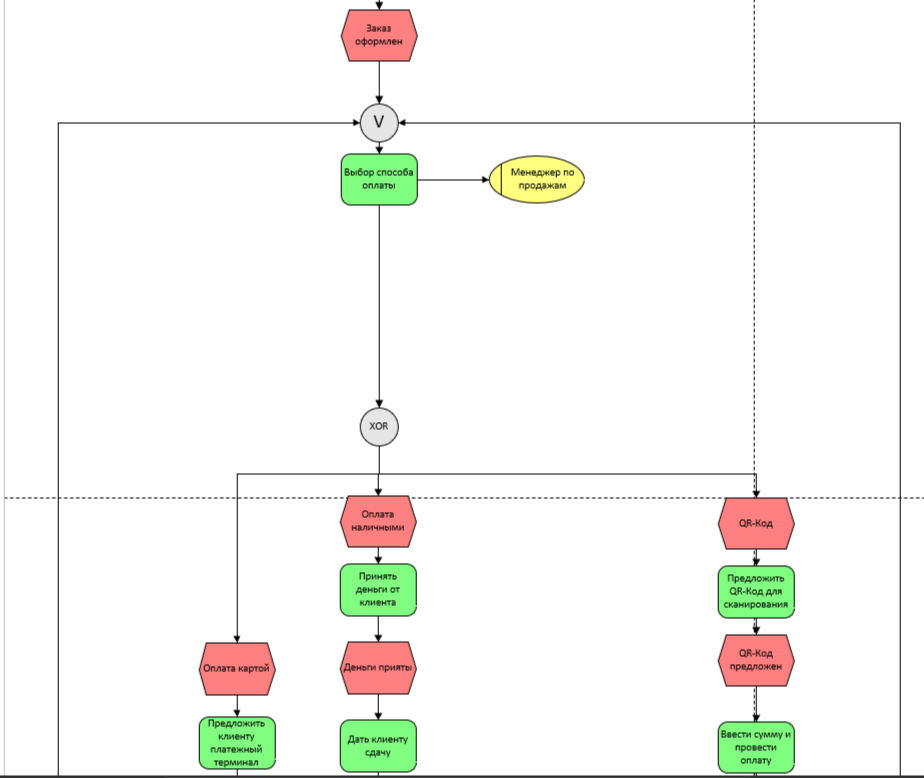 Заказ
оформлен
V
Выбор способа
оплаты
Менеджер по
продажам
XOR
Оплата
наличными
QR-Код
Принять
деньги от
клиента
Предложить
QR-Код для
сканирования
Оплата картой
Деньги прияты
QR-Код
предложен
Предложить
клиенту
платежный
терминал
Дать клиенту
сдачу
Ввести сумму и
провести
оплату